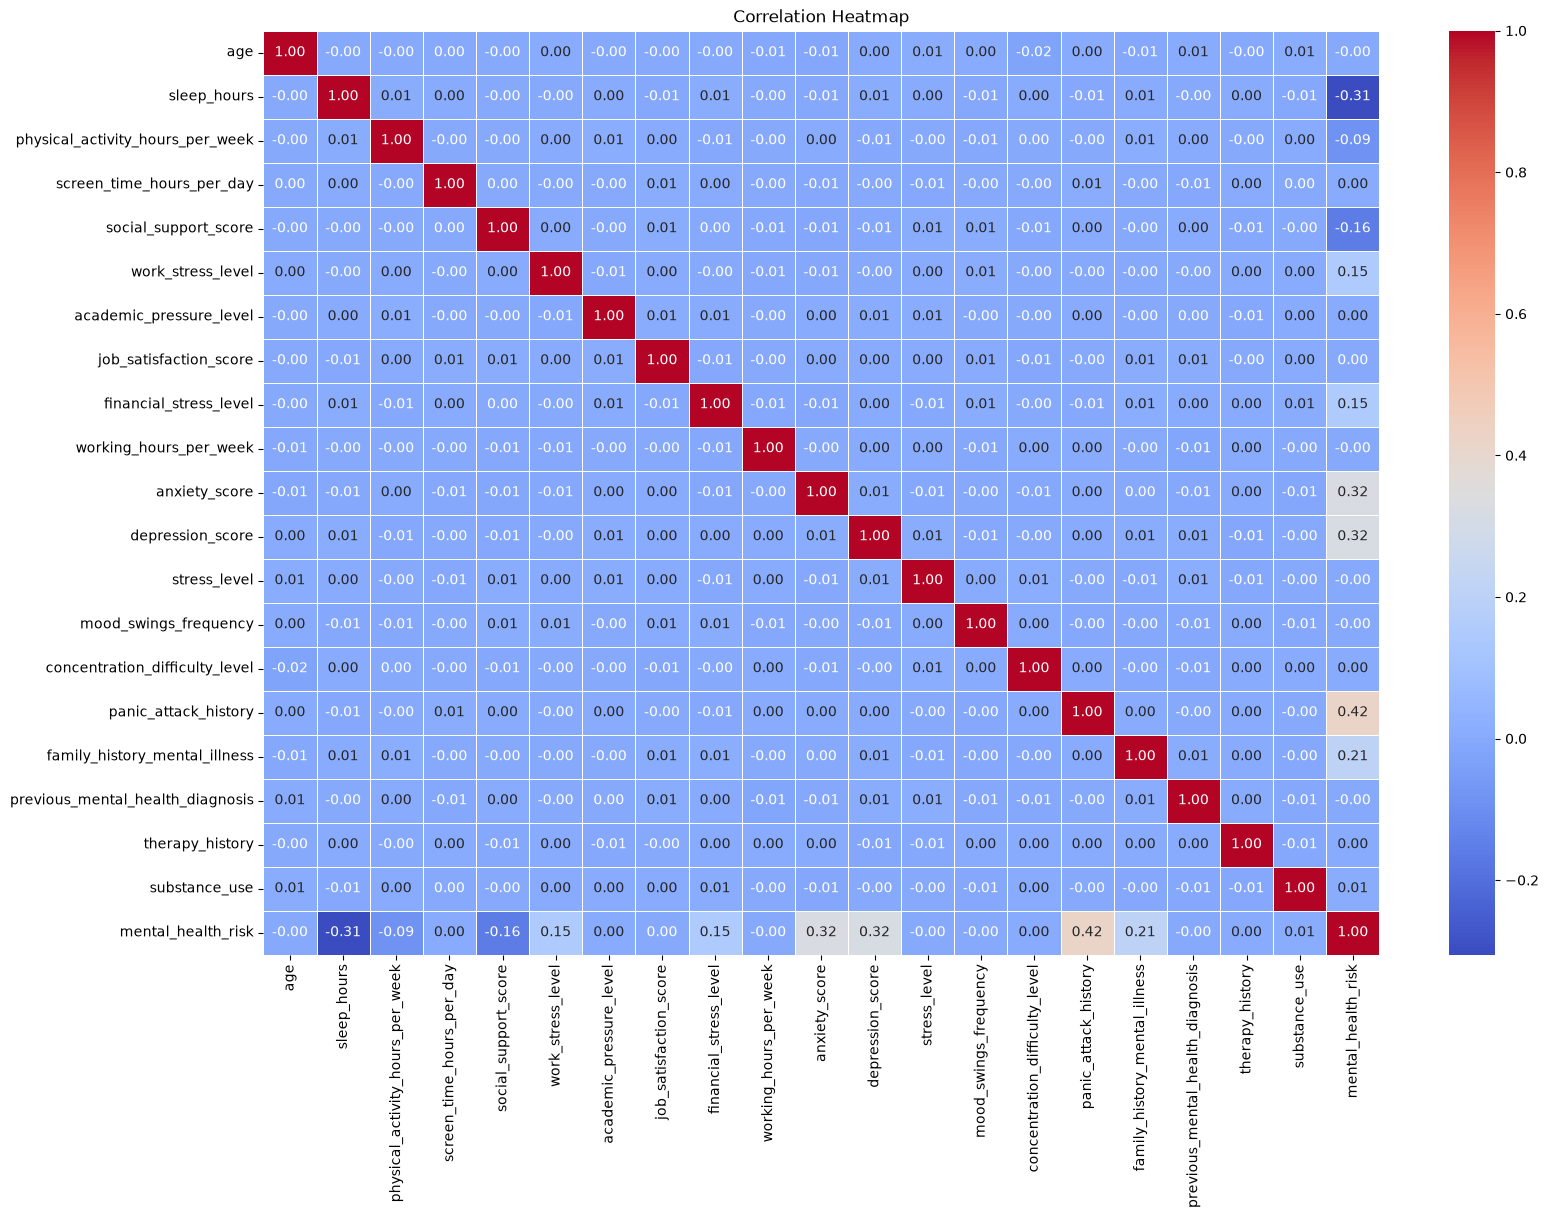 Correlation Heatmap
age 1.00 -0.00 -0.00 0.00 -0.00 0.00 -0.00 -0.00 -0.00 -0.01 -0.01 0.00 0.01 0.00 -0.02 0.00 -0.01 0.01 -0.00 0.01 -0.00
sleep_hours -0.00 1.00 0.01 0.00 -0.00 -0.00 0.00 -0.01 0.01 -0.00 -0.01 0.01 0.00 -0.01 0.00 -0.01 0.01 -0.00 0.00 -0.01 -0.31
physical_activity_hours_per_week -0.00 0.01 1.00 -0.00 -0.00 0.00 0.01 0.00 -0.01 -0.00 0.00 -0.01 -0.00 -0.01 0.00 -0.00 0.01 0.00 -0.00 0.00 -0.09
screen_time_hours_per_day 0.00 0.00 -0.00 1.00 0.00 -0.00 -0.00 0.01 0.00 -0.00 -0.01 -0.00 -0.01 -0.00 -0.00 0.01 -0.00 -0.01 0.00 0.00 0.00
social_support_score -0.00 -0.00 -0.00 0.00 1.00 0.00 -0.00 0.01 0.00 -0.01 -0.01 -0.01 0.01 0.01 -0.01 0.00 -0.00 0.00 -0.01 -0.00 -0.16
work_stress_level 0.00 -0.00 0.00 -0.00 0.00 1.00 -0.01 0.00 -0.00 -0.01 -0.01 -0.00 0.00 0.01 -0.00 -0.00 -0.00 -0.00 0.00 0.00 0.15
academic_pressure_level -0.00 0.00 0.01 -0.00 -0.00 -0.01 1.00 0.01 0.01 -0.00 0.00 0.01 0.01 -0.00 -0.00 0.00 -0.00 0.00 -0.01 0.00 0.00
job_satisfaction_score -0.00 -0.01 0.00 0.01 0.01 0.00 0.01 1.00 -0.01 -0.00 0.00 0.00 0.00 0.01 -0.01 -0.00 0.01 0.01 -0.00 0.00 0.00
financial_stress_level -0.00 0.01 -0.01 0.00 0.00 -0.00 0.01 -0.01 1.00 -0.01 -0.01 0.00 -0.01 0.01 -0.00 -0.01 0.01 0.00 0.00 0.01 0.15
working_hours_per_week -0.01 -0.00 -0.00 -0.00 -0.01 -0.01 -0.00 -0.00 -0.01 1.00 -0.00 0.00 0.00 -0.01 0.00 0.00 -0.00 -0.01 0.00 -0.00 -0.00
anxiety_score -0.01 -0.01 0.00 -0.01 -0.01 -0.01 0.00 0.00 -0.01 -0.00 1.00 0.01 -0.01 -0.00 -0.00 0.00 0.00 -0.01 0.00 -0.01 0.32
depression_score 0.00 0.01 -0.01 -0.00 -0.01 -0.00 0.01 0.00 0.00 0.00 0.01 1.00 0.01 -0.01 -0.00 0.00 0.01 0.01 -0.01 -0.00 0.32
stress_level 0.01 0.00 -0.00 -0.01 0.01 0.00 0.01 0.00 -0.01 0.00 -0.01 0.01 1.00 0.00 0.01 -0.00 -0.01 0.01 -0.01 -0.00 -0.00
mood_swings_frequency 0.00 -0.01 -0.01 -0.00 0.01 0.01 -0.00 0.01 0.01 -0.01 -0.00 -0.01 0.00 1.00 0.00 -0.00 -0.00 -0.01 0.00 -0.01 -0.00
concentration_difficulty_level -0.02 0.00 0.00 -0.00 -0.01 -0.00 -0.00 -0.01 -0.00 0.00 -0.00 -0.00 0.01 0.00 1.00 0.00 -0.00 -0.01 0.00 0.00 0.00
panic_attack_history 0.00 -0.01 -0.00 0.01 0.00 -0.00 0.00 -0.00 -0.01 0.00 0.00 0.00 -0.00 -0.00 0.00 1.00 0.00 -0.00 0.00 -0.00 0.42
family_history_mental_illness -0.01 0.01 0.01 -0.00 -0.00 -0.00 -0.00 0.01 0.01 -0.00 0.00 0.01 -0.01 -0.00 -0.00 0.00 1.00 0.01 0.00 -0.00 0.21
previous_mental_health_diagnosis 0.01 -0.00 0.00 -0.01 0.00 -0.00 0.00 0.01 0.00 -0.01 -0.01 0.01 0.01 -0.01 -0.01 -0.00 0.01 1.00 0.00 -0.01 -0.00
therapy_history -0.00 0.00 -0.00 0.00 -0.01 0.00 -0.01 -0.00 0.00 0.00 0.00 -0.01 -0.01 0.00 0.00 0.00 0.00 0.00 1.00 -0.01 0.00
substance_use 0.01 -0.01 0.00 0.00 -0.00 0.00 0.00 0.00 0.01 -0.00 -0.01 -0.00 -0.00 -0.01 0.00 -0.00 -0.00 -0.01 -0.01 1.00 0.01
mental_health_risk -0.00 -0.31 -0.09 0.00 -0.16 0.15 0.00 0.00 0.15 -0.00 0.32 0.32 -0.00 -0.00 0.00 0.42 0.21 -0.00 0.00 0.01 1.00
age
sleep_hours
physical_activity_hours_per_week
screen_time_hours_per_day
social_support_score
work_stress_level
academic_pressure_level
job_satisfaction_score
financial_stress_level
working_hours_per_week
anxiety_score
depression_score
stress_level
mood_swings_frequency
concentration_difficulty_level
panic_attack_history
family_history_mental_illness
previous_mental_health_diagnosis
therapy_history
substance_use
mental_health_risk
1.0
0.8
0.6
0.4
0.2
0.0
−0.2